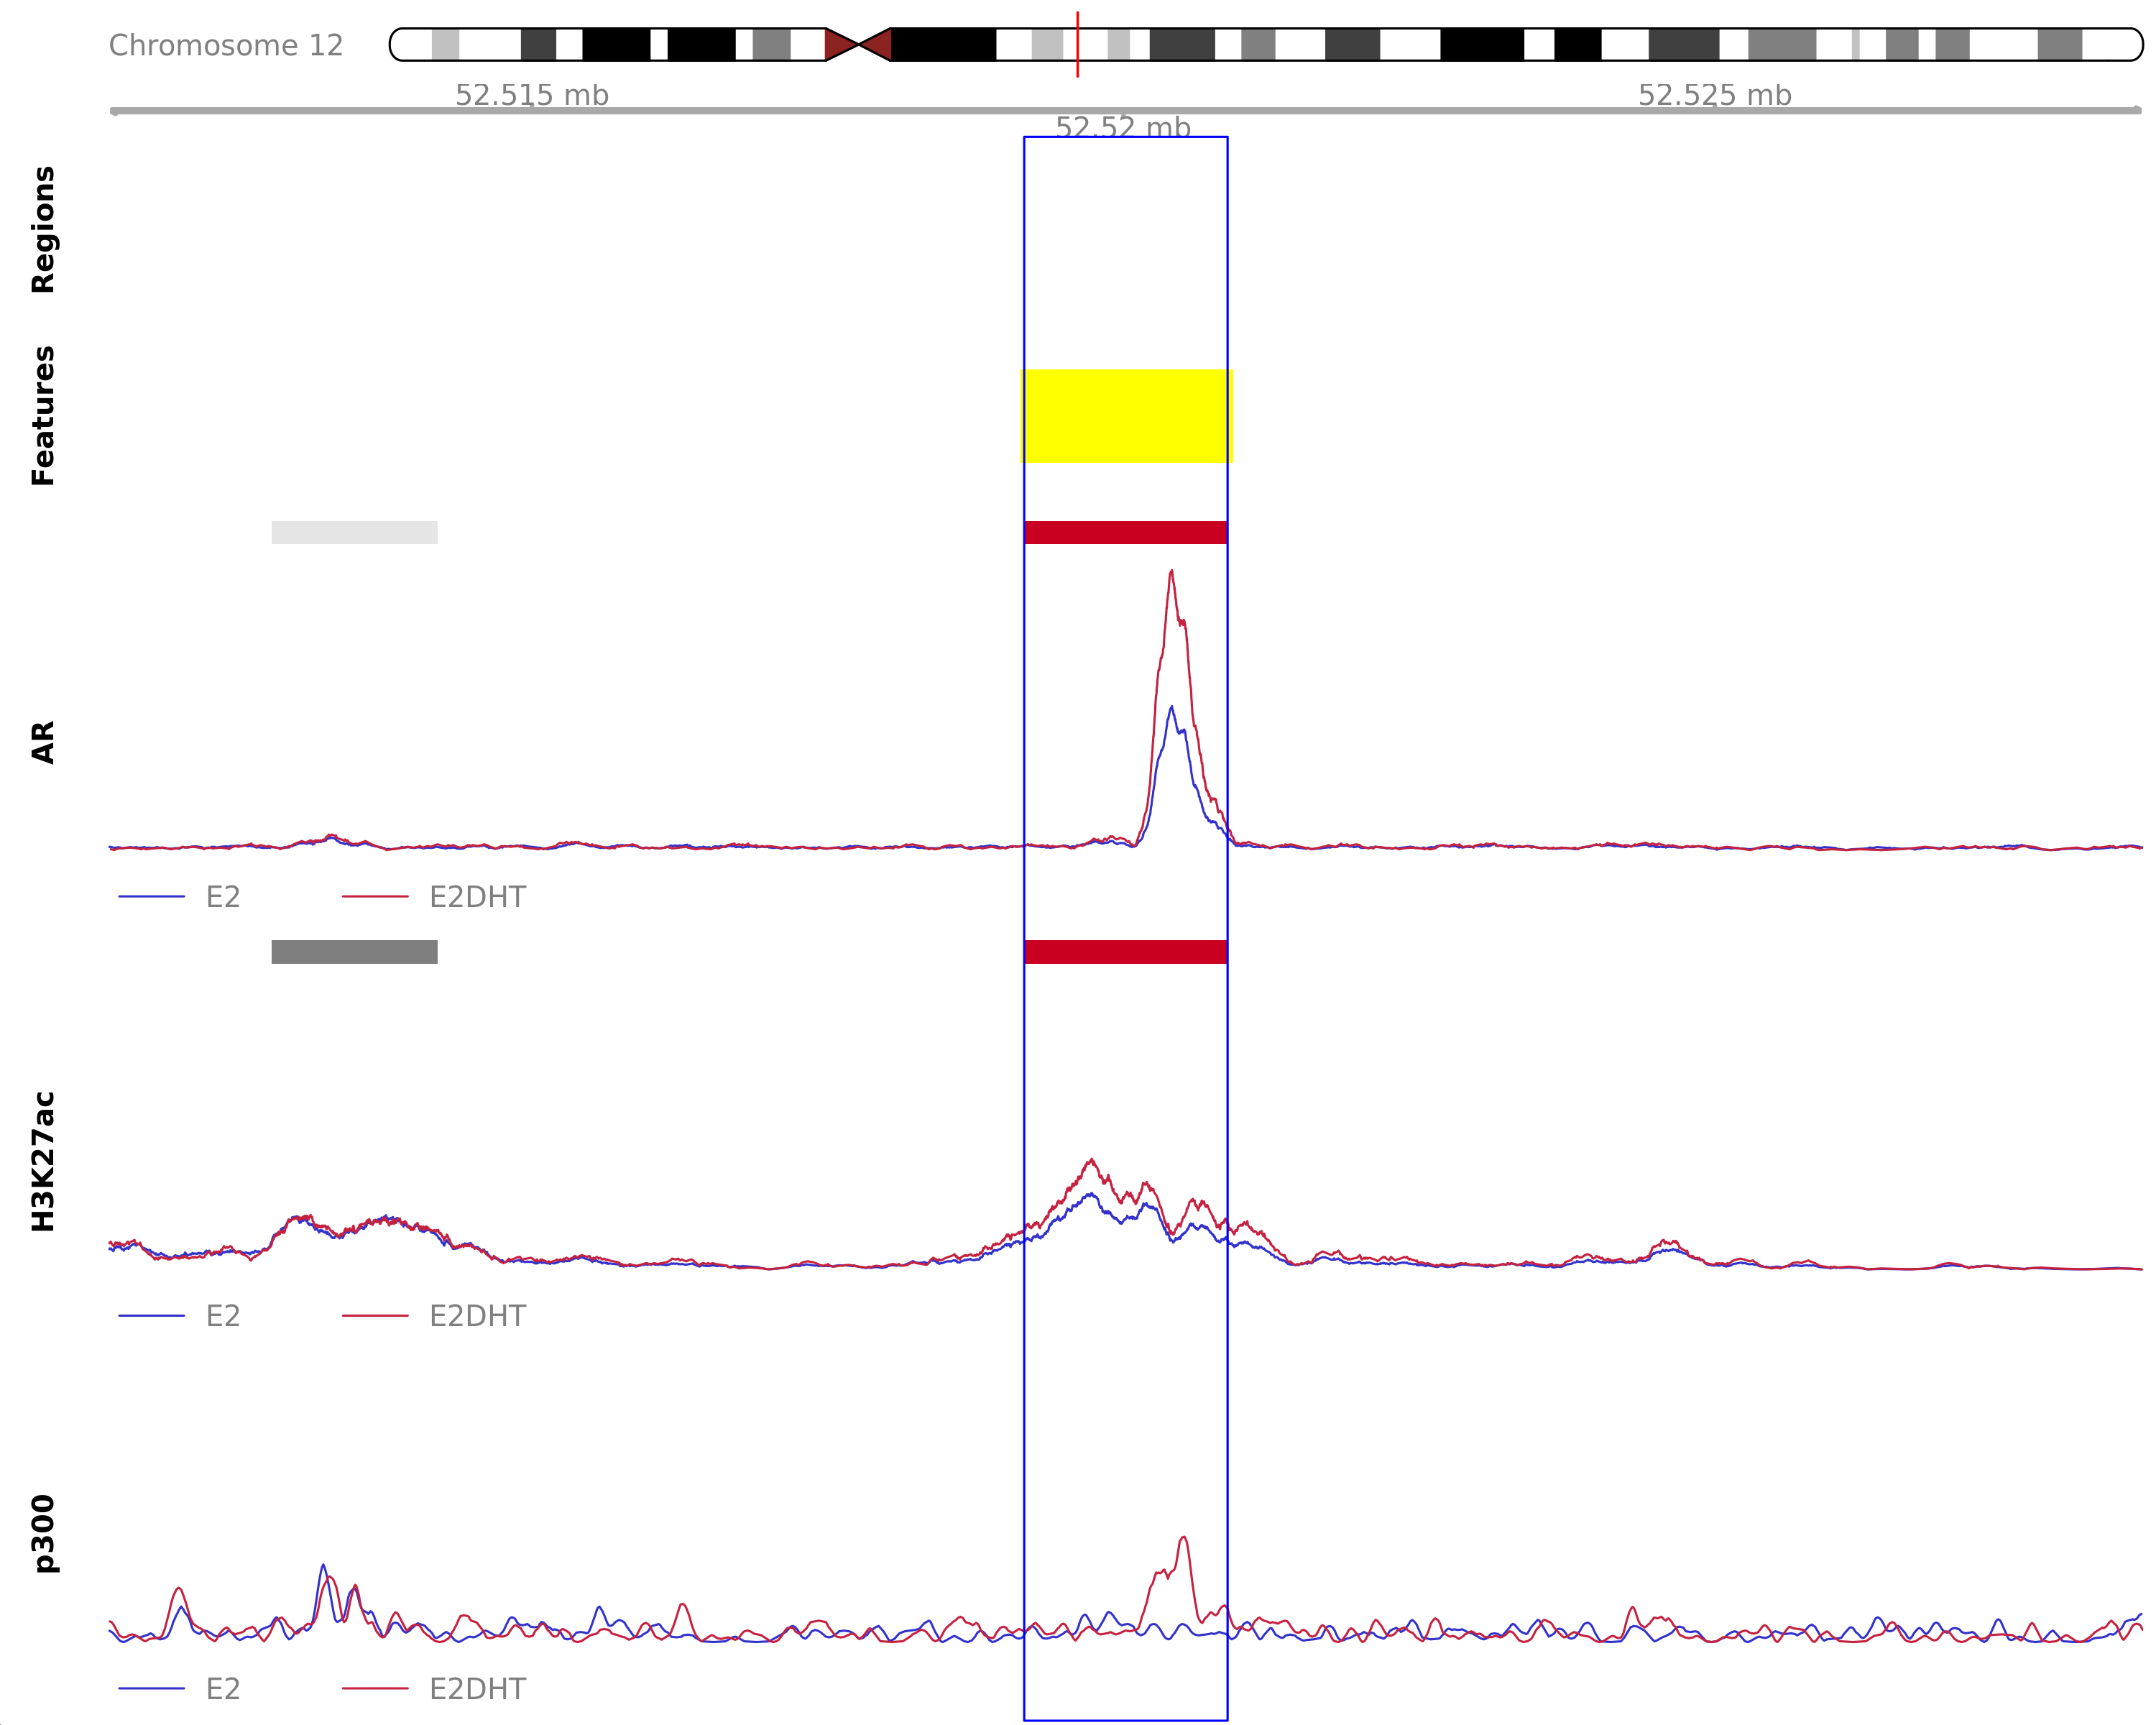 Chromosome 12
52.515 mb
52.525 mb
52.52 mb
Regions
Features
AR
E2
E2DHT
H3K27ac
E2
E2DHT
p300
E2
E2DHT